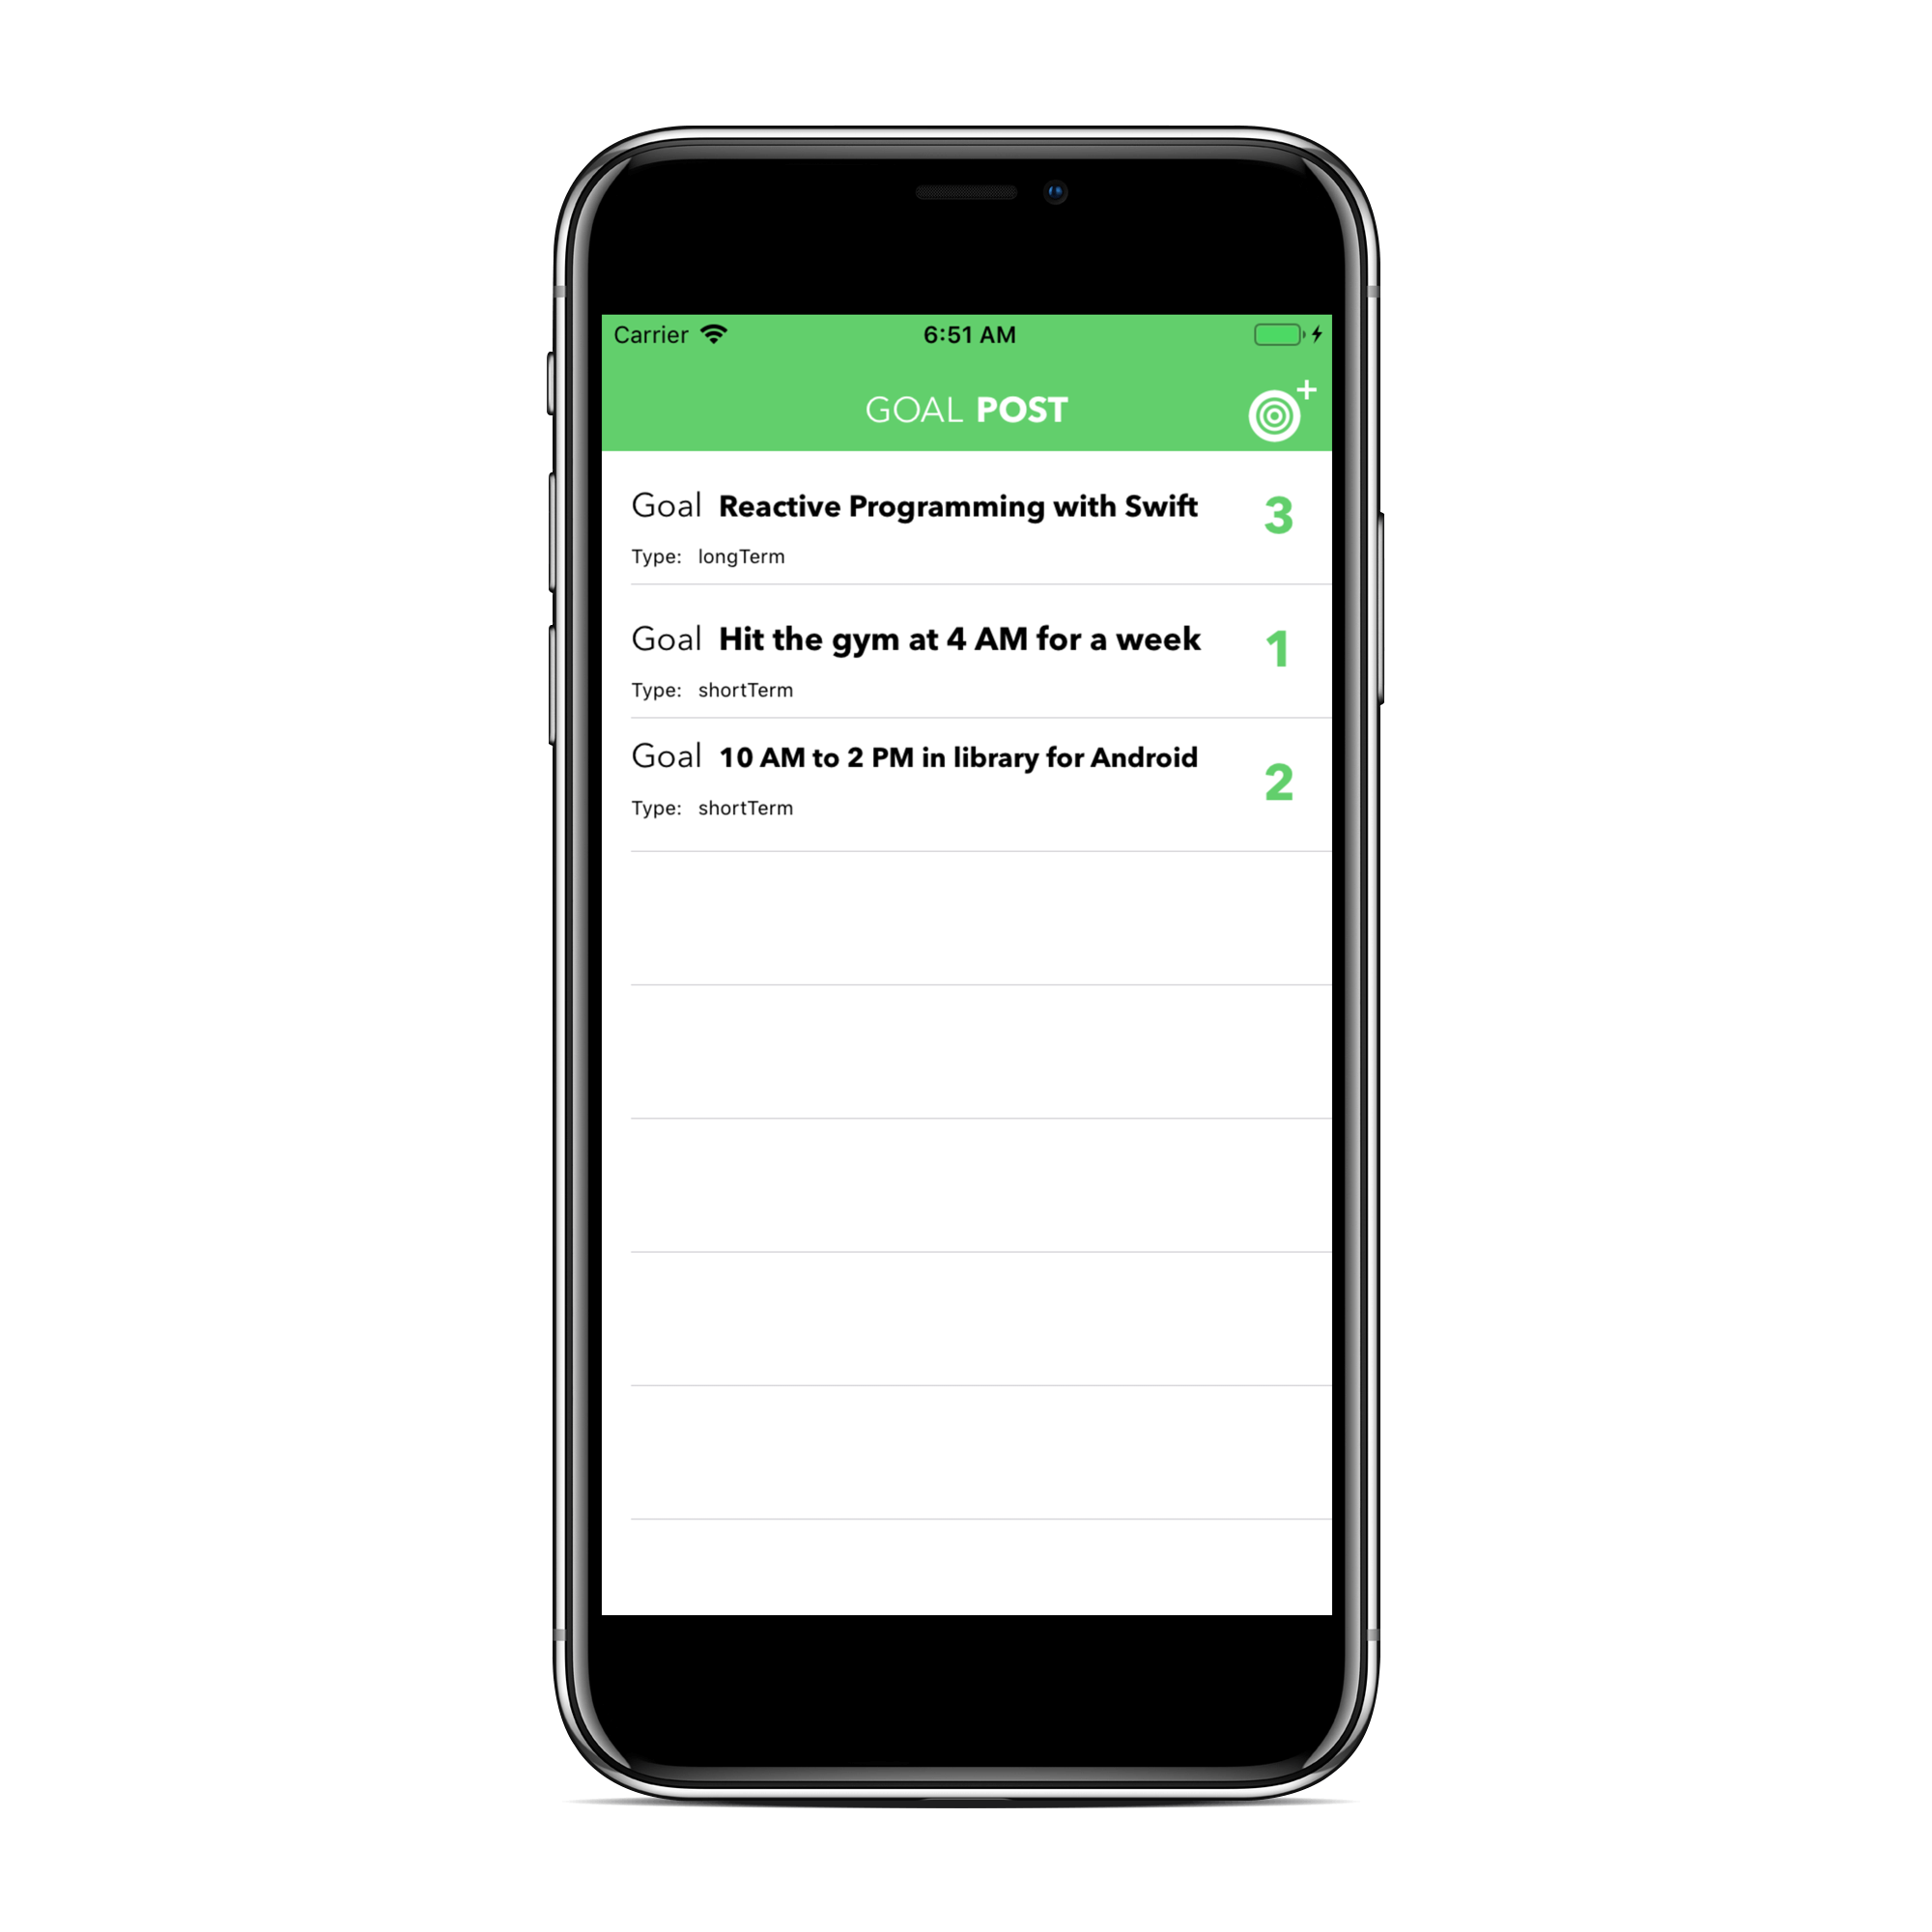 Carrier 6:51 AM
GOAL POST
Goal Reactive Programming with Swift 3
Type: longTerm
Goal Hit the gym at 4 AM for a week 1
Type: shortTerm
Goal 10 AM to 2 PM in library for Android 2
Type: shortTerm